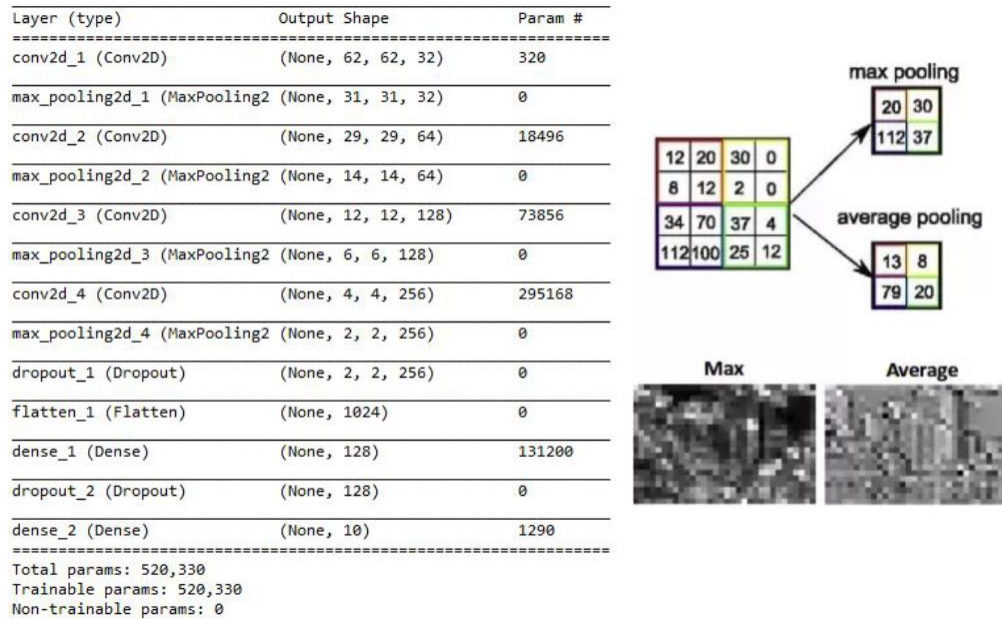 Layer (type) Output Shape Param #
=================================================================
conv2d_1 (Conv2D) (None, 62, 62, 32) 320
max_pooling2d_1 (MaxPooling2 (None, 31, 31, 32) 0
conv2d_2 (Conv2D) (None, 29, 29, 64) 18496
max_pooling2d_2 (MaxPooling2 (None, 14, 14, 64) 0
conv2d_3 (Conv2D) (None, 12, 12, 128) 73856
max_pooling2d_3 (MaxPooling2 (None, 6, 6, 128) 0
conv2d_4 (Conv2D) (None, 4, 4, 256) 295168
max_pooling2d_4 (MaxPooling2 (None, 2, 2, 256) 0
dropout_1 (Dropout) (None, 2, 2, 256) 0
flatten_1 (Flatten) (None, 1024) 0
dense_1 (Dense) (None, 128) 131200
dropout_2 (Dropout) (None, 128) 0
dense_2 (Dense) (None, 10) 1290
=================================================================
Total params: 520,330
Trainable params: 520,330
Non-trainable params: 0
max pooling
20 30
112 37
12 20 30 0
8 12 2 0
34 70 37 4
112 100 25 12
average pooling
13 8
79 20
Max Average